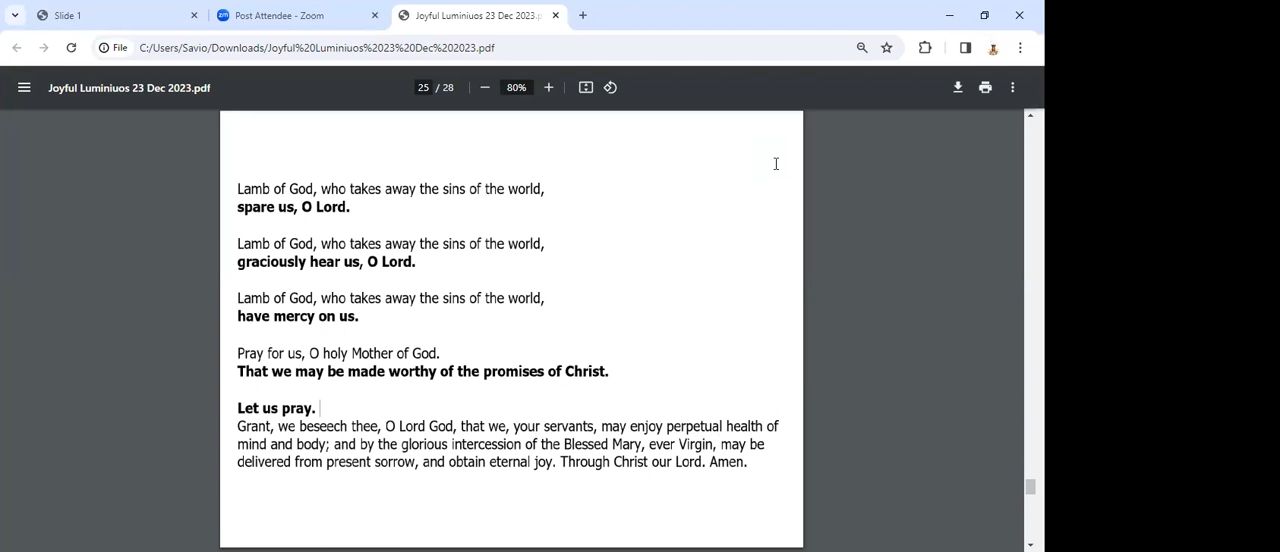 Slide 1
Post Attendee - Zoom
Joyful Luminiuos 23 Dec 2023.p
File
C:/Users/Savio/Downloads/Joyful%20Luminiuos%2023%20Dec%202023.pdf
Joyful Luminiuos 23 Dec 2023.pdf
25 / 28
80%
Lamb of God, who takes away the sins of the world,
spare us, O Lord.
Lamb of God, who takes away the sins of the world,
graciously hear us, O Lord.
Lamb of God, who takes away the sins of the world,
have mercy on us.
Pray for us, O holy Mother of God.
That we may be made worthy of the promises of Christ.
Let us pray.
Grant, we beseech thee, O Lord God, that we, your servants, may enjoy perpetual health of
mind and body; and by the glorious intercession of the Blessed Mary, ever Virgin, may be
delivered from present sorrow, and obtain eternal joy. Through Christ our Lord. Amen.